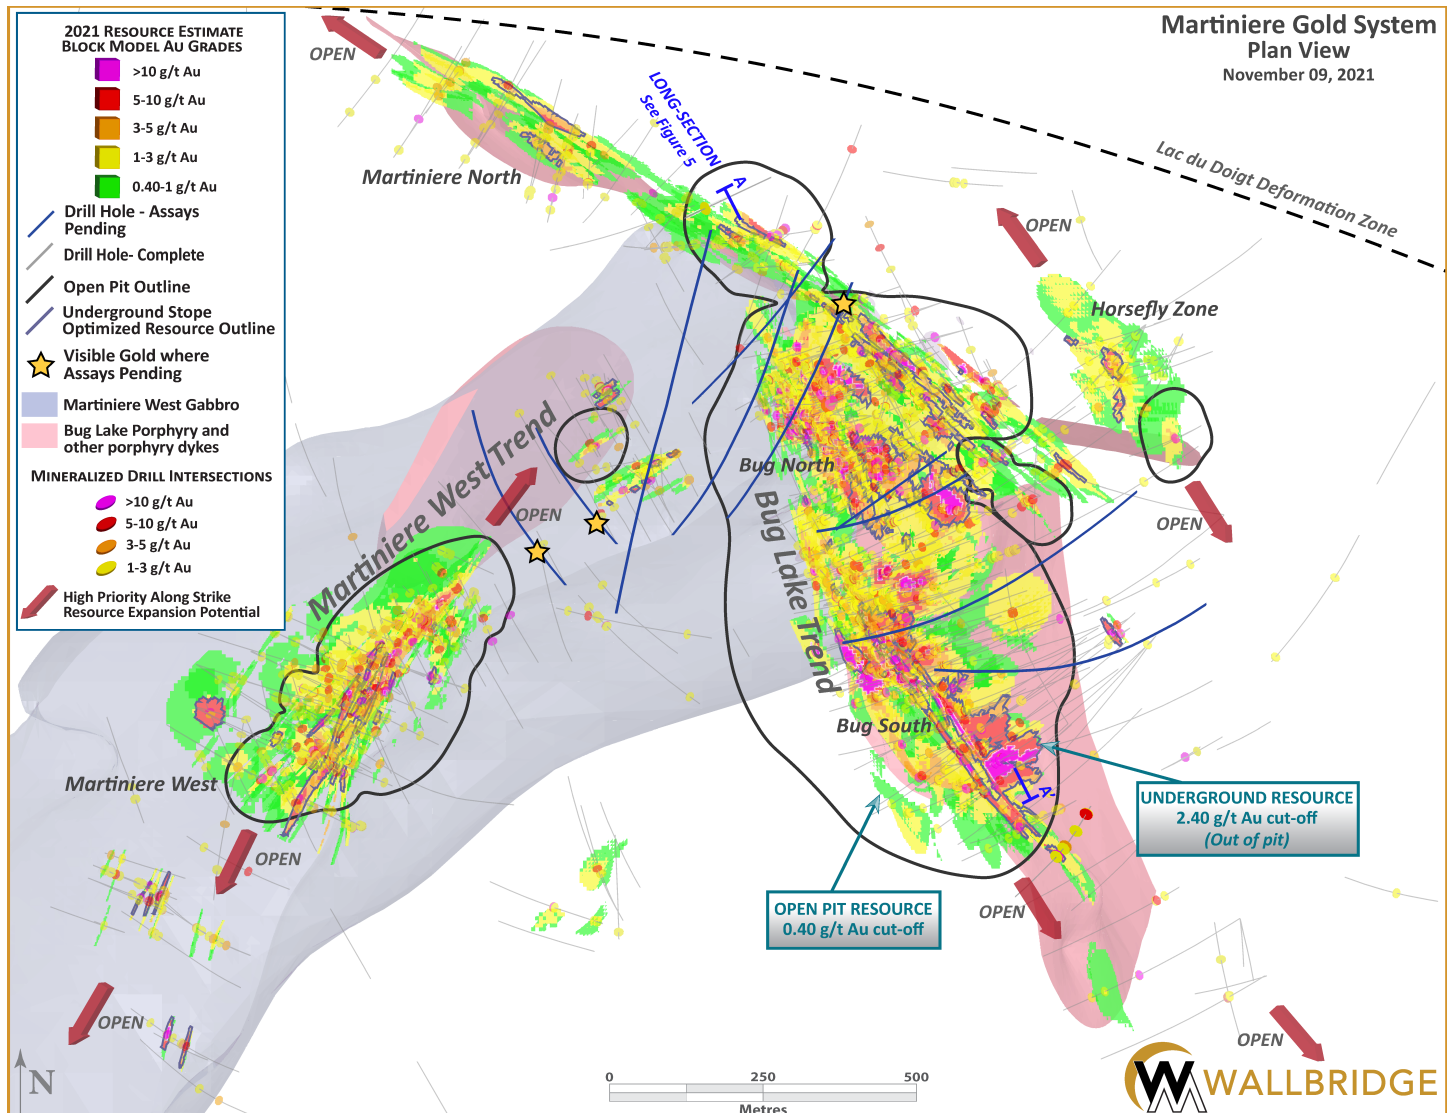 Martiniere Gold System
Plan View
November 09, 2021
2021 RESOURCE ESTIMATE
BLOCK MODEL AU GRADES
>10 g/t Au
5-10 g/t Au
3-5 g/t Au
1-3 g/t Au
0.40-1 g/t Au
Drill Hole - Assays
Pending
Drill Hole- Complete
Open Pit Outline
Underground Stope
Optimized Resource Outline
Visible Gold where
Assays Pending
Martiniere West Gabbro
Bug Lake Porphyry and
other porphyry dykes
MINERALIZED DRILL INTERSECTIONS
>10 g/t Au
5-10 g/t Au
3-5 g/t Au
1-3 g/t Au
High Priority Along Strike
Resource Expansion Potential
OPEN
LONG-SECTION
See Figure 5
A
Martiniere North
Lac du Doigt Deformation Zone
OPEN
Horsefly Zone
Martiniere West Trend
OPEN
Bug North
Bug Lake Trend
OPEN
Bug South
Martiniere West
A'
UNDERGROUND RESOURCE
2.40 g/t Au cut-off
(Out of pit)
OPEN
OPEN PIT RESOURCE
0.40 g/t Au cut-off
OPEN
OPEN
OPEN
N
0 250 500
Metres
WALLBRIDGE